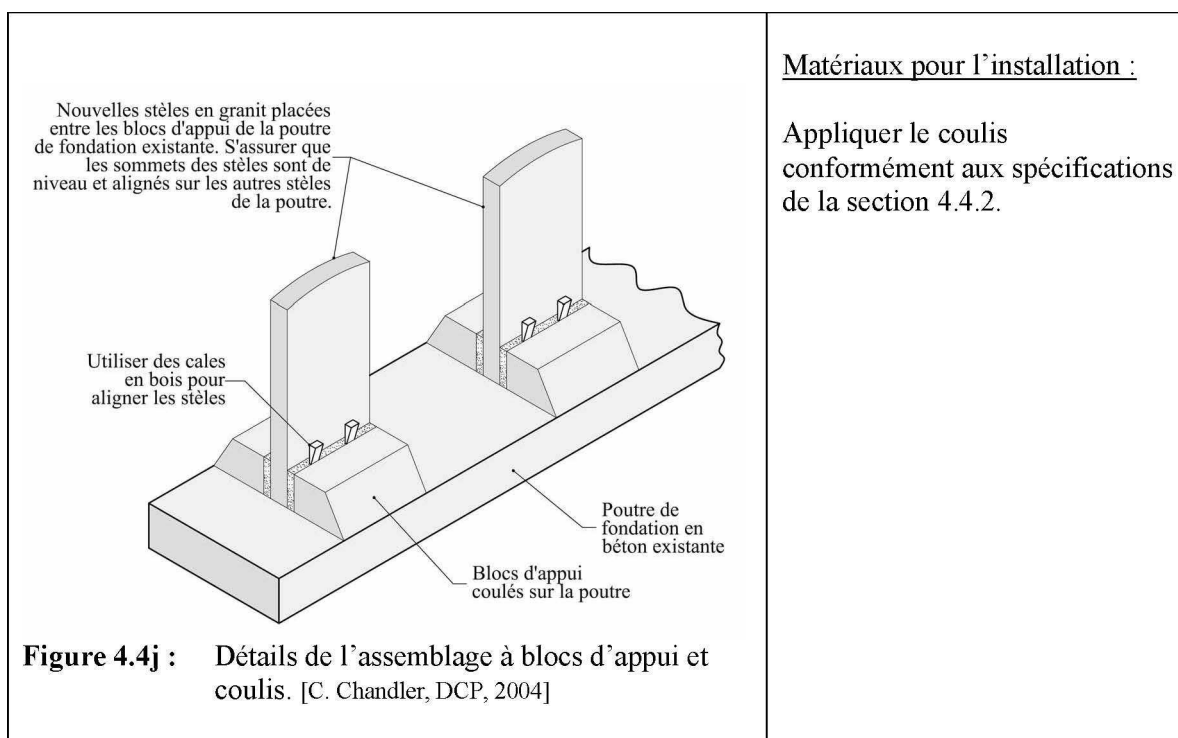 Nouvelles stèles en granit placées
entre les blocs d'appui de la poutre
de fondation existante. S'assurer que
les sommets des stèles sont de
niveau et alignés sur les autres stèles
de la poutre.
Utiliser des cales
en bois pour
aligner les stèles
Poutre de
fondation en
béton existante
Blocs d'appui
coulés sur la poutre
Figure 4.4j : Détails de l’assemblage à blocs d’appui et
coulis. [C. Chandler, DCP, 2004]
Matériaux pour l’installation :
Appliquer le coulis
conformément aux spécifications
de la section 4.4.2.